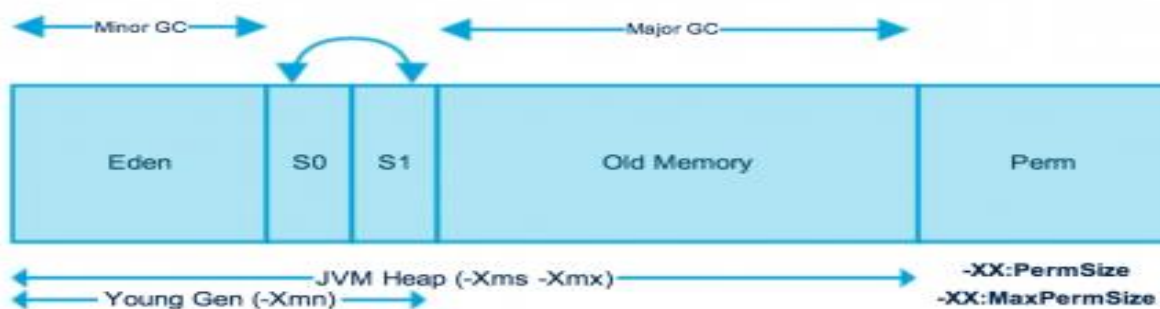 Minor GC
Major GC
Eden
S0
S1
Old Memory
Perm
JVM Heap (-Xms -Xmx)
-XX:PermSize
Young Gen (-Xmn)
-XX:MaxPermSize